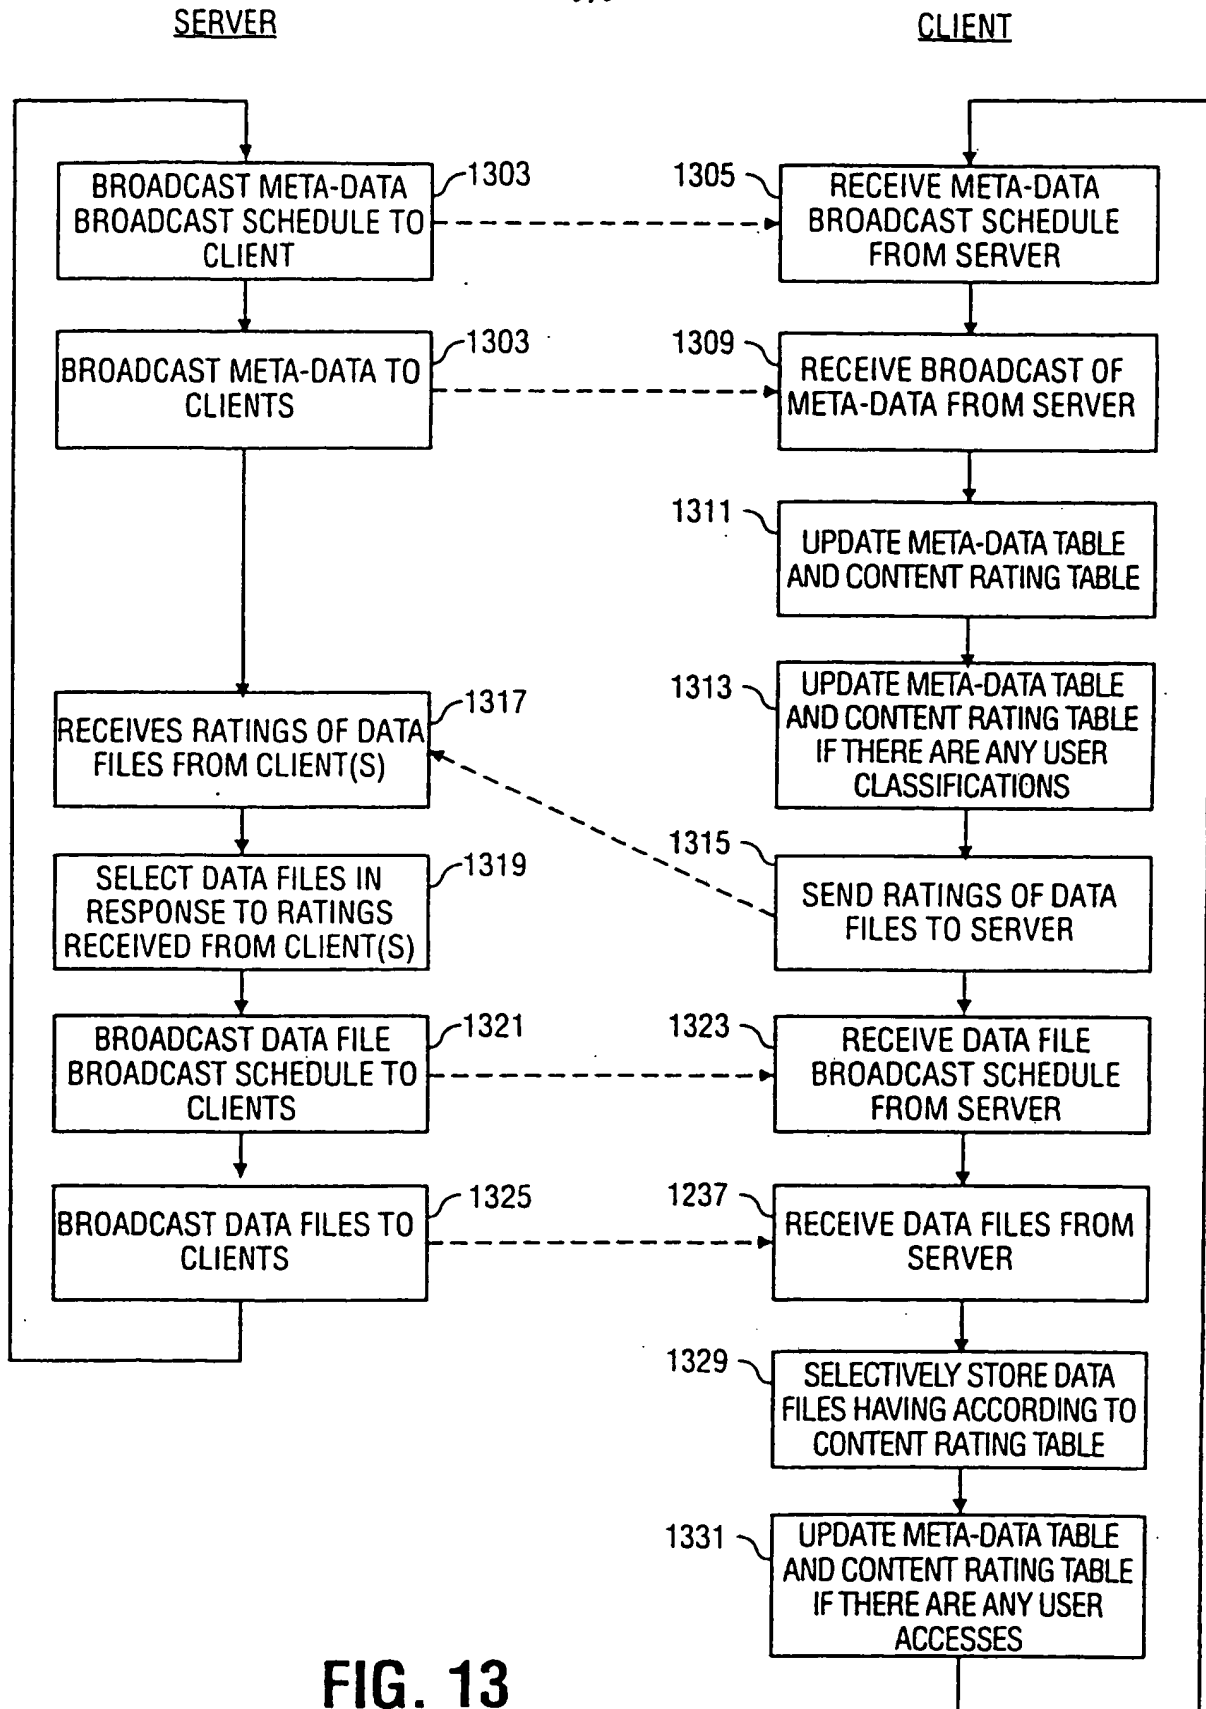 SERVER
CLIENT
BROADCAST META-DATA
BROADCAST SCHEDULE TO
CLIENT
1303
1305
RECEIVE META-DATA
BROADCAST SCHEDULE
FROM SERVER
BROADCAST META-DATA TO
CLIENTS
1303
1309
RECEIVE BROADCAST OF
META-DATA FROM SERVER
1311
UPDATE META-DATA TABLE
AND CONTENT RATING TABLE
1313
UPDATE META-DATA TABLE
AND CONTENT RATING TABLE
IF THERE ARE ANY USER
CLASSIFICATIONS
RECEIVES RATINGS OF DATA
FILES FROM CLIENT(S)
1317
1315
SEND RATINGS OF DATA
FILES TO SERVER
SELECT DATA FILES IN
RESPONSE TO RATINGS
RECEIVED FROM CLIENT(S)
1319
BROADCAST DATA FILE
BROADCAST SCHEDULE TO
CLIENTS
1321
1323
RECEIVE DATA FILE
BROADCAST SCHEDULE
FROM SERVER
BROADCAST DATA FILES TO
CLIENTS
1325
1237
RECEIVE DATA FILES FROM
SERVER
1329
SELECTIVELY STORE DATA
FILES HAVING ACCORDING TO
CONTENT RATING TABLE
1331
UPDATE META-DATA TABLE
AND CONTENT RATING TABLE
IF THERE ARE ANY USER
ACCESSES
FIG. 13